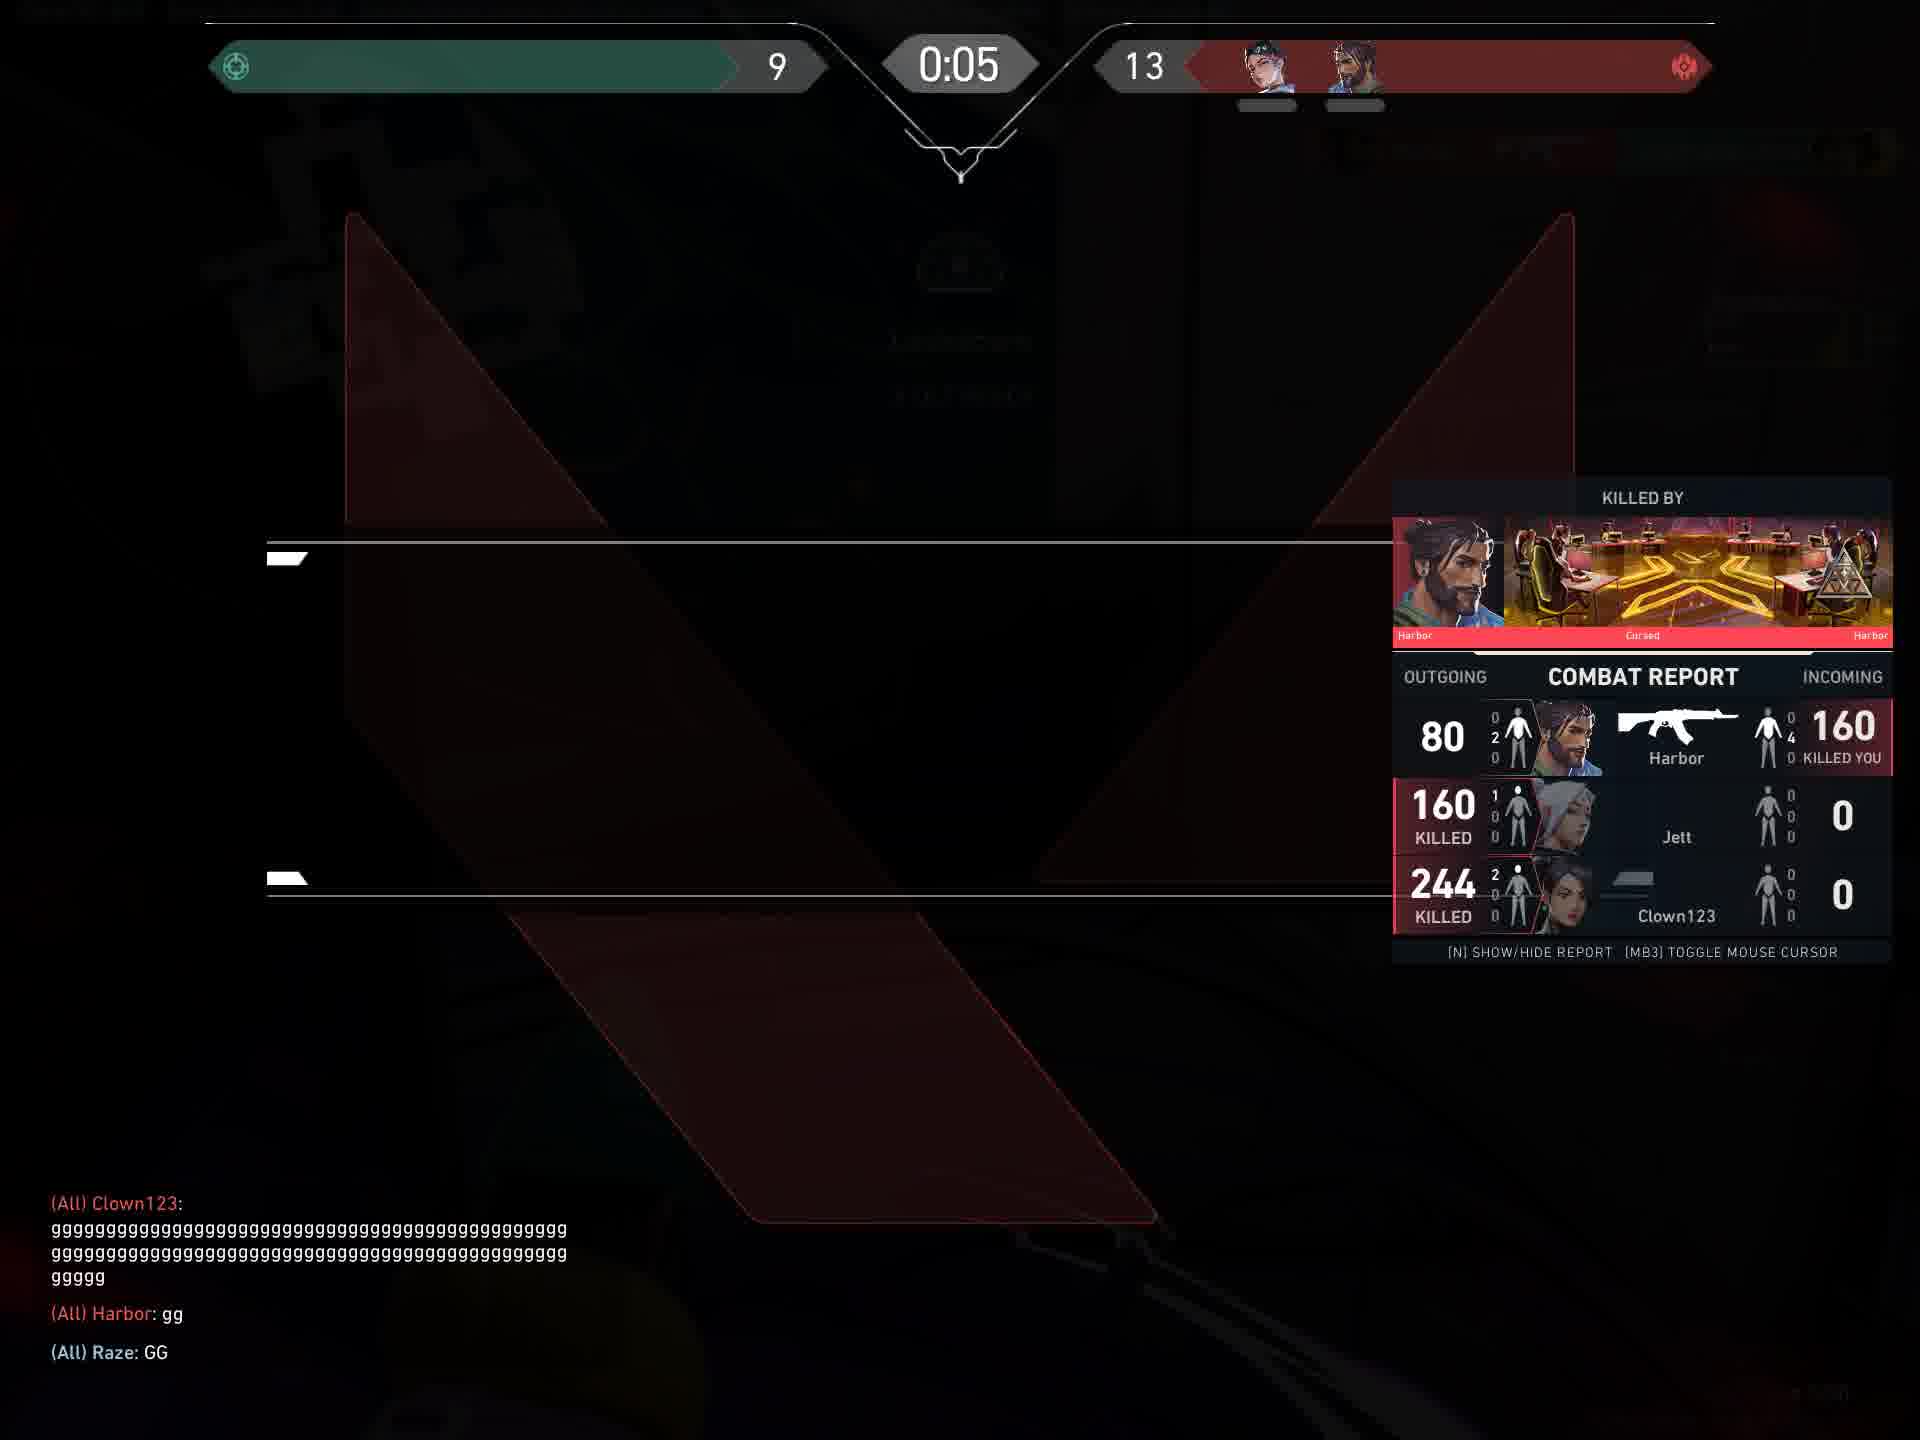 9
0:05
13
KILLED BY
Harbor Cursed Harbor
OUTGOING COMBAT REPORT INCOMING
80 0 2 0 Harbor 0 4 0 160 KILLED YOU
160 KILLED 1 0 0 Jett 0 0 0 0
244 KILLED 2 0 0 Clown123 0 0 0 0
[N] SHOW/HIDE REPORT [MB3] TOGGLE MOUSE CURSOR
(All) Clown123:
ggggggggggggggggggggggggggggggggggggggggggggggg
ggggggggggggggggggggggggggggggggggggggggggggggg
ggggg
(All) Harbor: gg
(All) Raze: GG